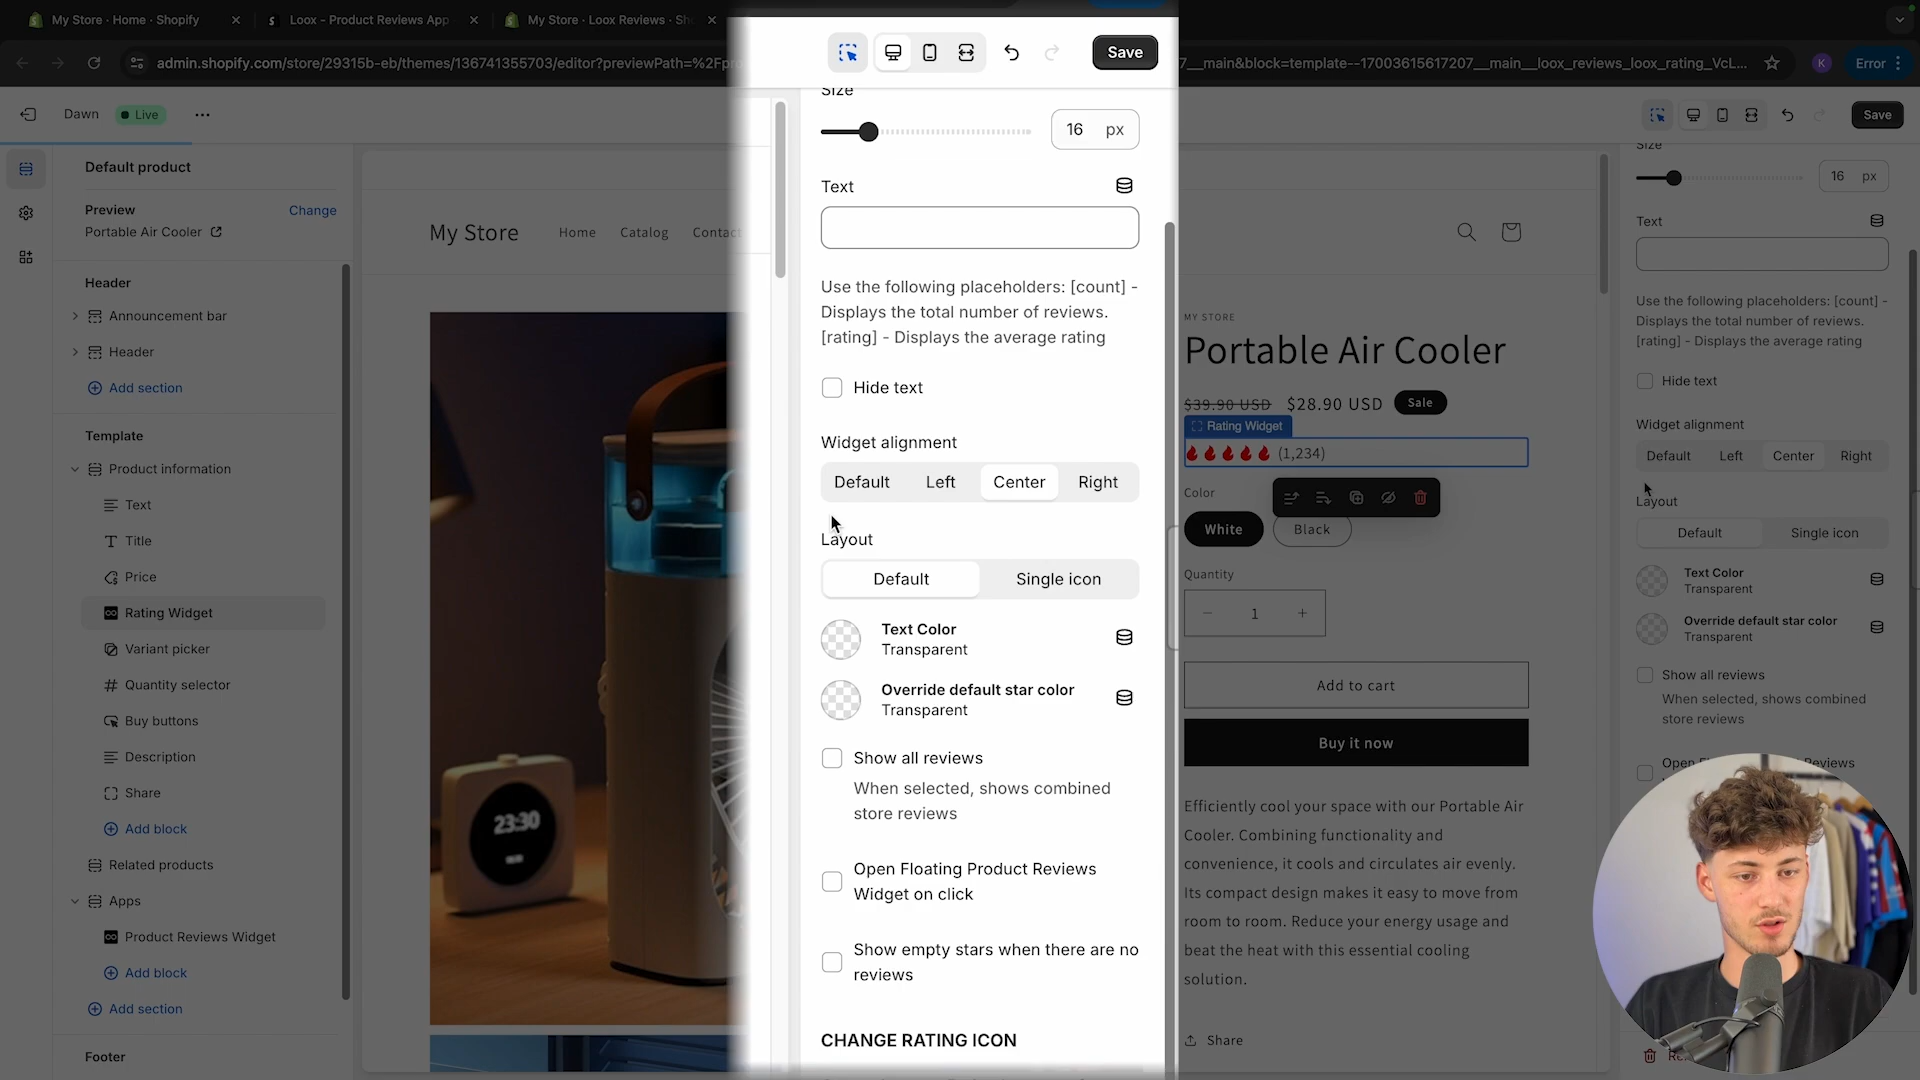 My Store · Home · Shopify
Loox - Product Reviews App
My Store · Loox Reviews · Sh
admin.shopify.com/store/29315b-eb/themes/136741355703/editor?previewPath=%2Fpro
7__main&block=template--17003615617207__main__loox_reviews_loox_rating_VcL...
K
Error
Dawn
Live
Save
Save
Default product
Preview
Change
Portable Air Cooler
Header
Announcement bar
Header
Add section
Template
Product information
Text
Title
Price
Rating Widget
Variant picker
Quantity selector
Buy buttons
Description
Share
Add block
Related products
Apps
Product Reviews Widget
Add block
Add section
Footer
My Store
Home
Catalog
Contact
23:30
Size
16 px
Text
Use the following placeholders: [count] -
Displays the total number of reviews.
[rating] - Displays the average rating
Hide text
Widget alignment
Default
Left
Center
Right
Layout
Default
Single icon
Text Color
Transparent
Override default star color
Transparent
Show all reviews
When selected, shows combined
store reviews
Open Floating Product Reviews
Widget on click
Show empty stars when there are no
reviews
CHANGE RATING ICON
MY STORE
Portable Air Cooler
$39.90 USD $28.90 USD Sale
Rating Widget
(1,234)
Color
White
Black
Quantity
1
Add to cart
Buy it now
Efficiently cool your space with our Portable Air
Cooler. Combining functionality and
convenience, it cools and circulates air evenly.
Its compact design makes it easy to move from
room to room. Reduce your energy usage and
beat the heat with this essential cooling
solution.
Share
Size
16 px
Text
Use the following placeholders: [count] -
Displays the total number of reviews.
[rating] - Displays the average rating
Hide text
Widget alignment
Default
Left
Center
Right
Layout
Default
Single icon
Text Color
Transparent
Override default star color
Transparent
Show all reviews
When selected, shows combined
store reviews
Open Floating Product Reviews